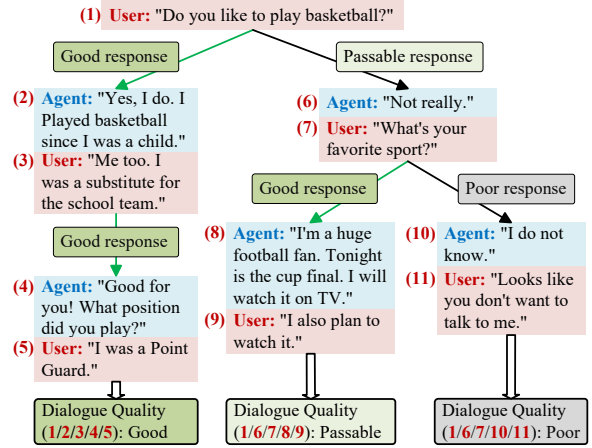 (1) User: "Do you like to play basketball?"
Good response
Passable response
(2) Agent: "Yes, I do. I
Played basketball
since I was a child."
(3) User: "Me too. I
was a substitute for
the school team."
(6) Agent: "Not really."
(7) User: "What's your
favorite sport?"
Good response
Poor response
Good response
(4) Agent: "Good for
you! What position
did you play?"
(5) User: "I was a Point
Guard."
(8) Agent: "I'm a huge
football fan. Tonight
is the cup final. I will
watch it on TV."
(9) User: "I also plan to
watch it."
(10) Agent: "I do not
know."
(11) User: "Looks like
you don't want to
talk to me."
Dialogue Quality
(1/2/3/4/5): Good
Dialogue Quality
(1/6/7/8/9): Passable
Dialogue Quality
(1/6/7/10/11): Poor